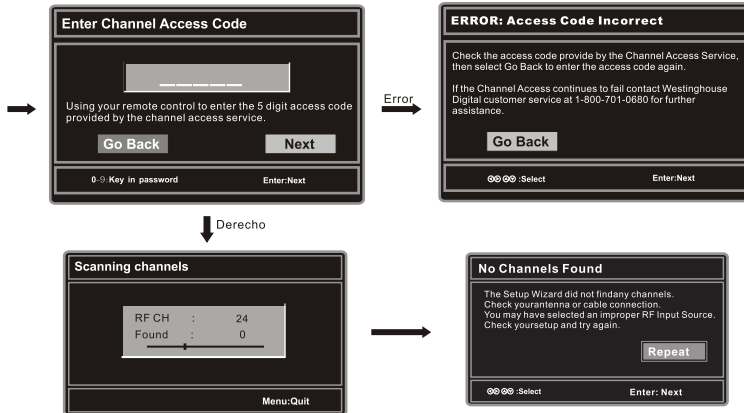 Enter Channel Access Code
_ _ _ _ _
Using your remote control to enter the 5 digit access code
provided by the channel access service.
Go Back Next
0-9:Key in password Enter:Next
Error
ERROR: Access Code Incorrect
Check the access code provide by the Channel Access Service,
then select Go Back to enter the access code again.
If the Channel Access continues to fail contact Westinghouse
Digital customer service at 1-800-701-0680 for further
assistance.
Go Back
:Select Enter:Next
Derecho
Scanning channels
RF CH : 24
Found : 0
Menu:Quit
No Channels Found
The Setup Wizard did not findany channels.
Check yourantenna or cable connection.
You may have selected an improper RF Input Source.
Check yoursetup and try again.
Repeat
:Select Enter: Next